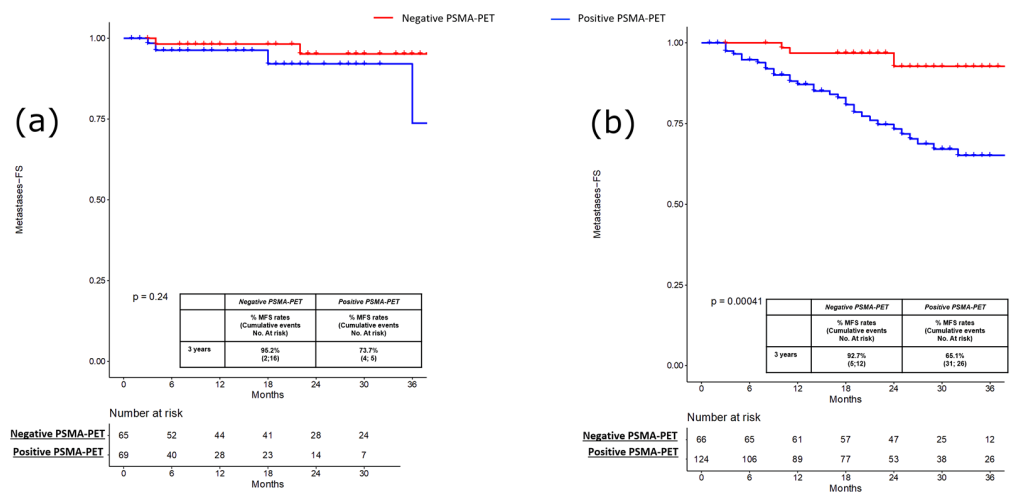 Negative PSMA-PET
Positive PSMA-PET
(a)
Metastases−FS
1.00
0.75
0.50
0.25
0.00
p = 0.24
Negative PSMA-PET Positive PSMA-PET
% MFS rates (Cumulative events No. At risk) % MFS rates (Cumulative events No. At risk)
3 years 95.2% (2;16) 73.7% (4; 5)
0 6 12 18 24 30 36
Months
Number at risk
Negative PSMA-PET 65 52 44 41 28 24
Positive PSMA-PET 69 40 28 23 14 7
0 6 12 18 24 30
Months
(b)
Metastases−FS
1.00
0.75
0.50
0.25
0.00
p = 0.00041
Negative PSMA-PET Positive PSMA-PET
% MFS rates (Cumulative events No. At risk) % MFS rates (Cumulative events No. At risk)
3 years 92.7% (5;12) 65.1% (31; 26)
0 6 12 18 24 30 36
Months
Number at risk
Negative PSMA-PET 66 65 61 57 47 25 12
Positive PSMA-PET 124 106 89 77 53 38 26
0 6 12 18 24 30 36
Months